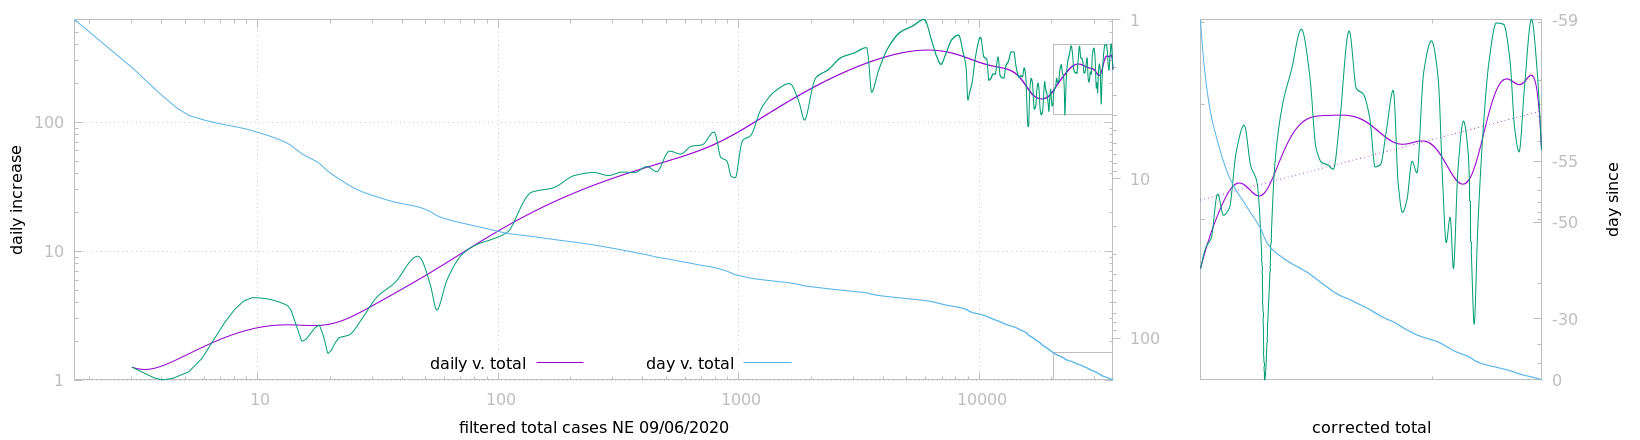 daily increase
100
10
1
10
100
1000
10000
1
10
100
daily v. total
day v. total
filtered total cases NE 09/06/2020
-59
-55
-50
-30
0
day since
corrected total